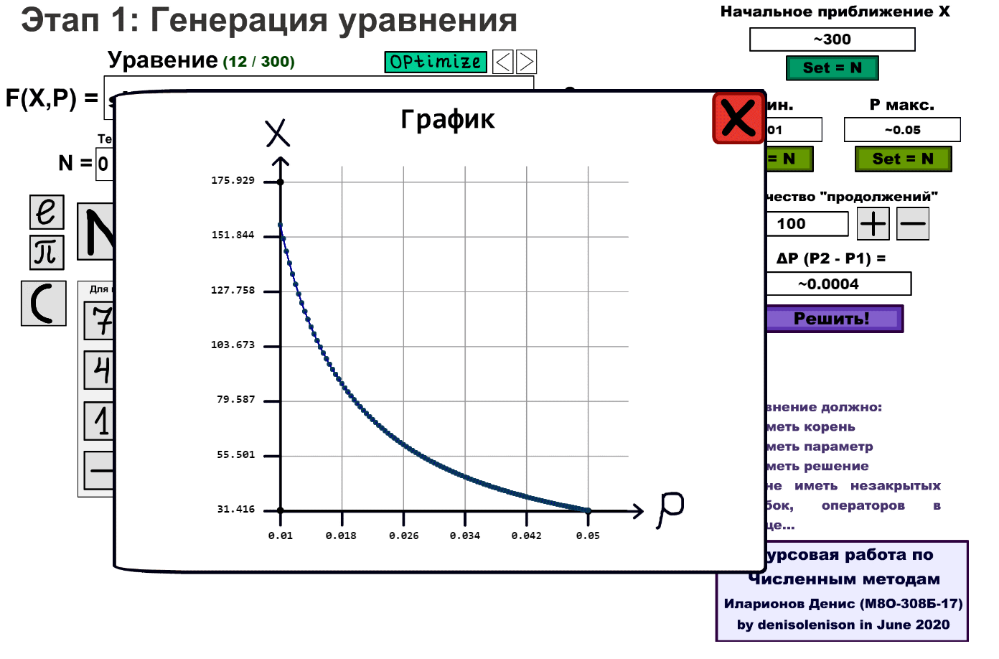 Этап 1: Генерация уравнения
Начальное приближение X
~300
Set = N
Уравение (12 / 300)
OPtimize
< >
F(X,P) =
График
X
ин.
P макс.
01
~0.05
= N
Set = N
Те
N = 0
e
π
N
C
Для
7
4
1
−
175.929
151.844
127.758
103.673
79.587
55.501
31.416
0.01 0.018 0.026 0.034 0.042 0.05
P
чество "продолжений"
100
+ −
ΔP (P2 - P1) =
~0.0004
Решить!
внение должно:
меть корень
меть параметр
меть решение
не иметь незакрытых
бок, операторов в
це...
урсовая работа по
Численным методам
Иларионов Денис (М8О-308Б-17)
by denisolenison in June 2020